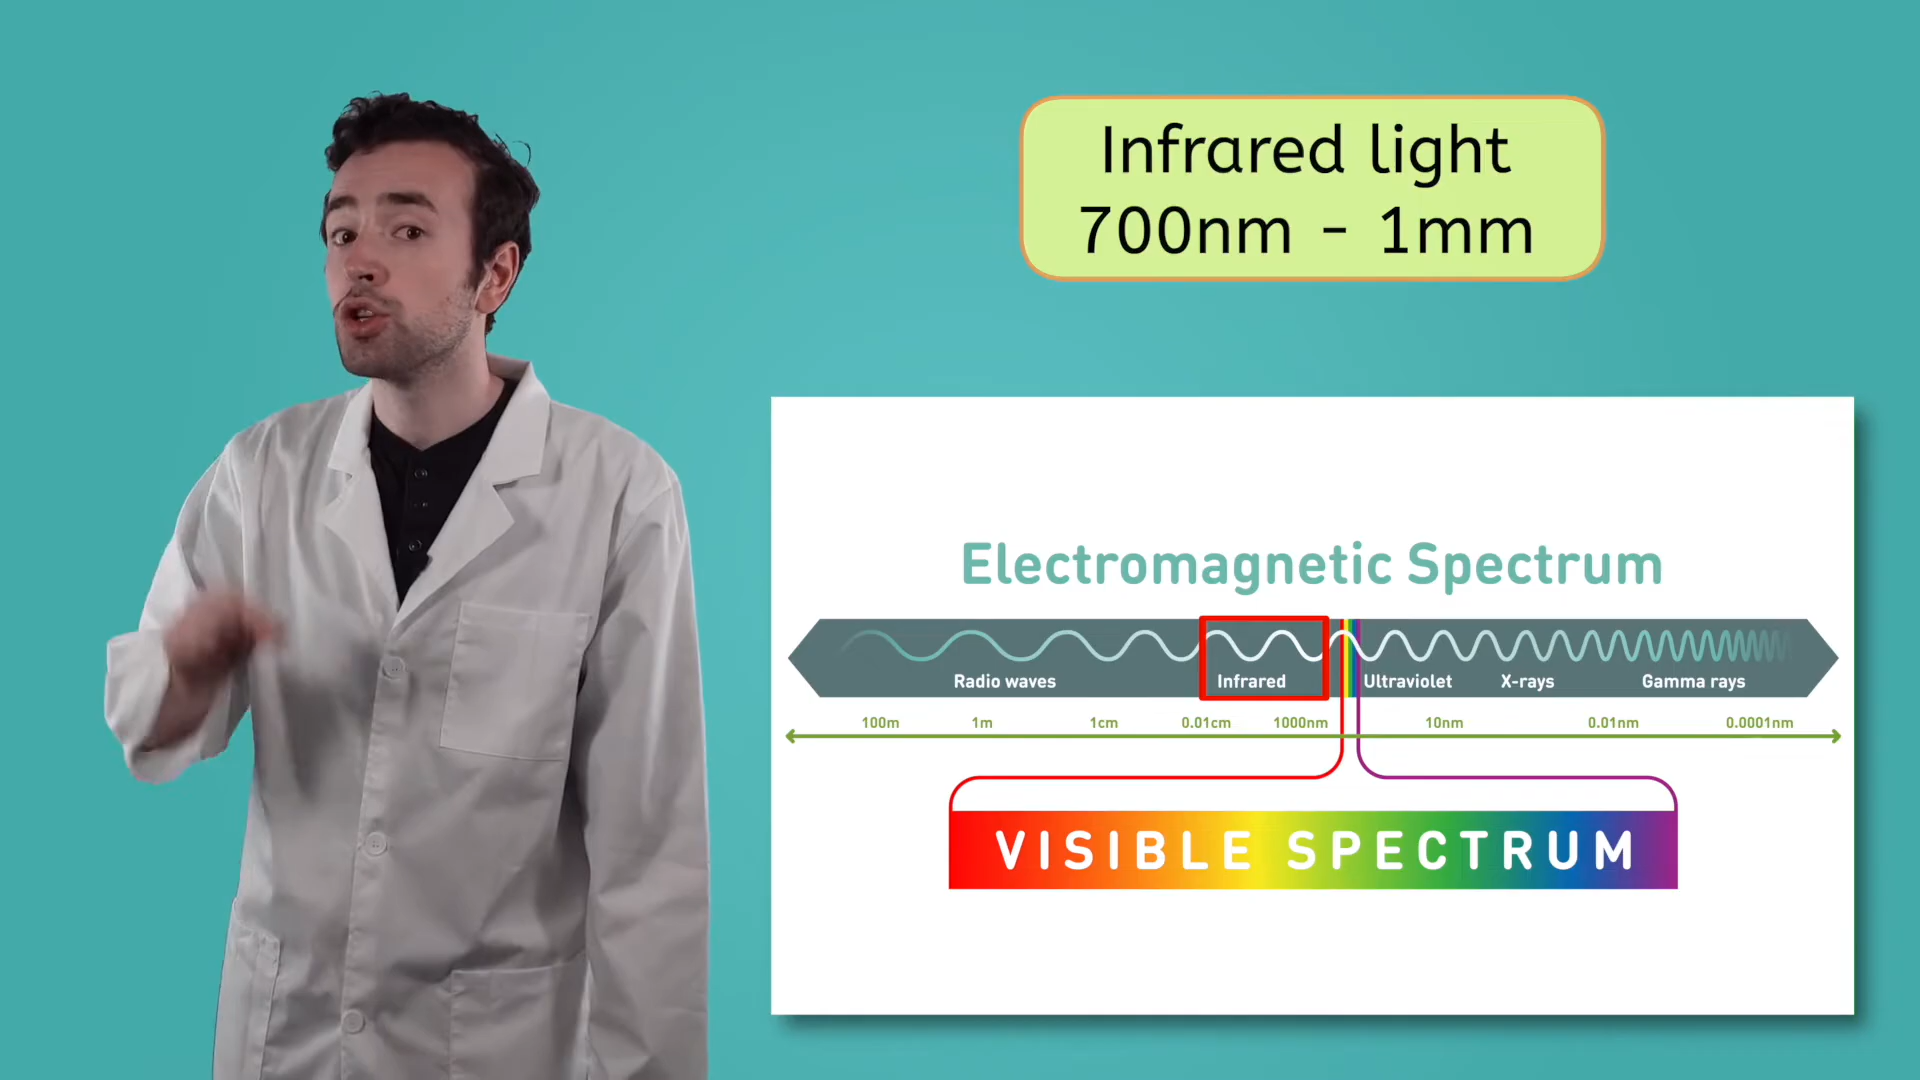 Infrared light
700nm - 1mm
Electromagnetic Spectrum
Radio waves Infrared Ultraviolet X-rays Gamma rays
100m 1m 1cm 0.01cm 1000nm 10nm 0.01nm 0.0001nm
VISIBLE SPECTRUM